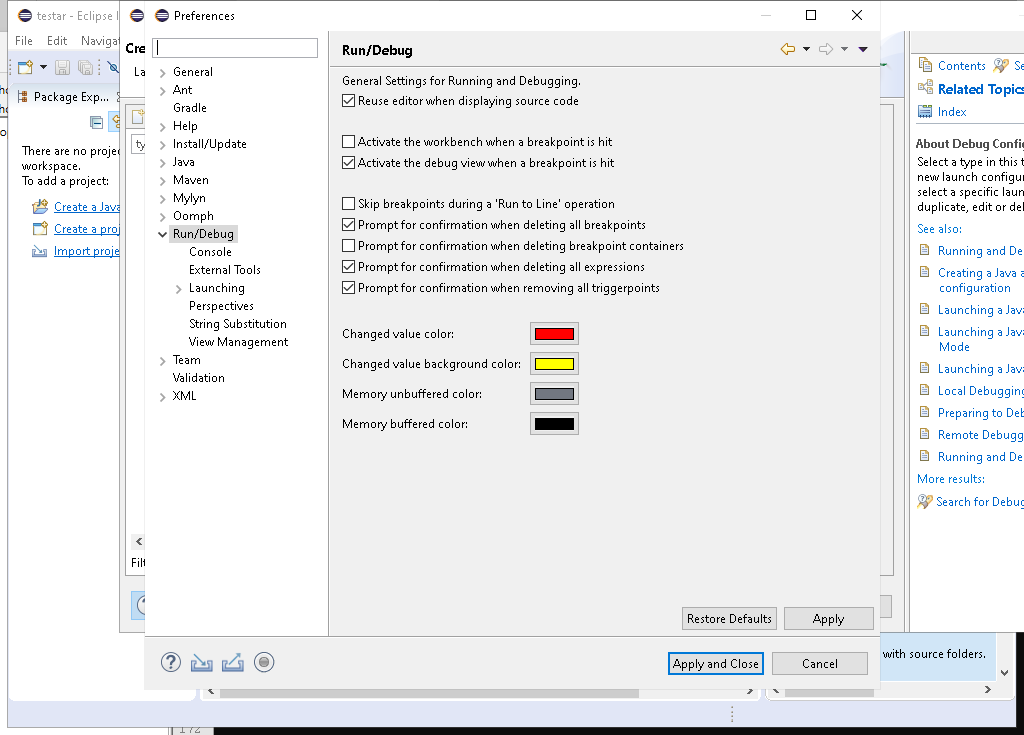 testar - Eclipse I
File Edit Navigat
Package Exp...
There are no projec
workspace.
To add a project:
Create a Java
Create a proj
Import proje
Cre
La
ty
Filt
Preferences
General
Ant
Gradle
Help
Install/Update
Java
Maven
Mylyn
Oomph
Run/Debug
Console
External Tools
Launching
Perspectives
String Substitution
View Management
Team
Validation
XML
Run/Debug
General Settings for Running and Debugging.
Reuse editor when displaying source code
Activate the workbench when a breakpoint is hit
Activate the debug view when a breakpoint is hit
Skip breakpoints during a 'Run to Line' operation
Prompt for confirmation when deleting all breakpoints
Prompt for confirmation when deleting breakpoint containers
Prompt for confirmation when deleting all expressions
Prompt for confirmation when removing all triggerpoints
Changed value color:
Changed value background color:
Memory unbuffered color:
Memory buffered color:
Restore Defaults Apply
Apply and Close Cancel
Contents Se
Related Topics
Index
About Debug Config
Select a type in this t
new launch configur
select a specific laun
duplicate, edit or del
See also:
Running and De
Creating a Java a
configuration
Launching a Java
Launching a Java
Mode
Launching a Java
Local Debugging
Preparing to Deb
Remote Debugg
Running and De
More results:
Search for Debug
with source folders.
172